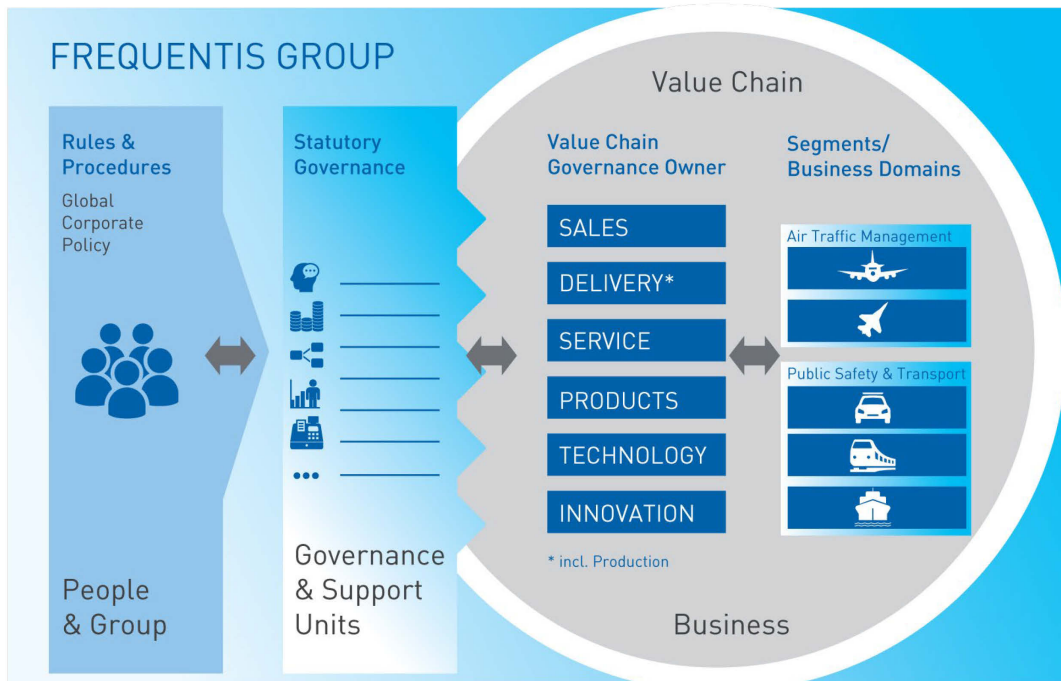 FREQUENTIS GROUP
Rules &
Procedures
Global
Corporate
Policy
People
& Group
Statutory
Governance
Governance
& Support
Units
Value Chain
Value Chain
Governance Owner
SALES
DELIVERY*
SERVICE
PRODUCTS
TECHNOLOGY
INNOVATION
* incl. Production
Segments/
Business Domains
Air Traffic Management
Public Safety & Transport
Business